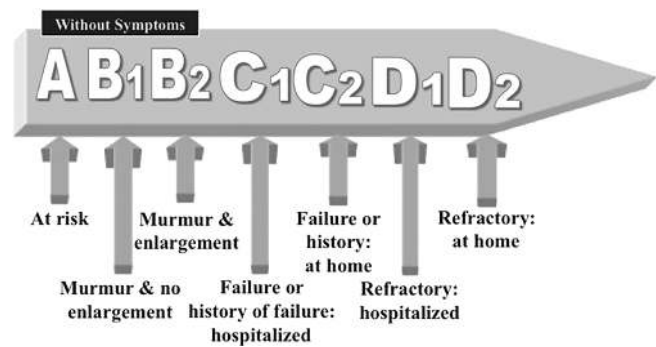 Without Symptoms
A B1 B2 C1 C2 D1 D2
At risk
Murmur & no
enlargement
Murmur &
enlargement
Failure or
history of failure:
hospitalized
Failure or
history:
at home
Refractory:
hospitalized
Refractory:
at home